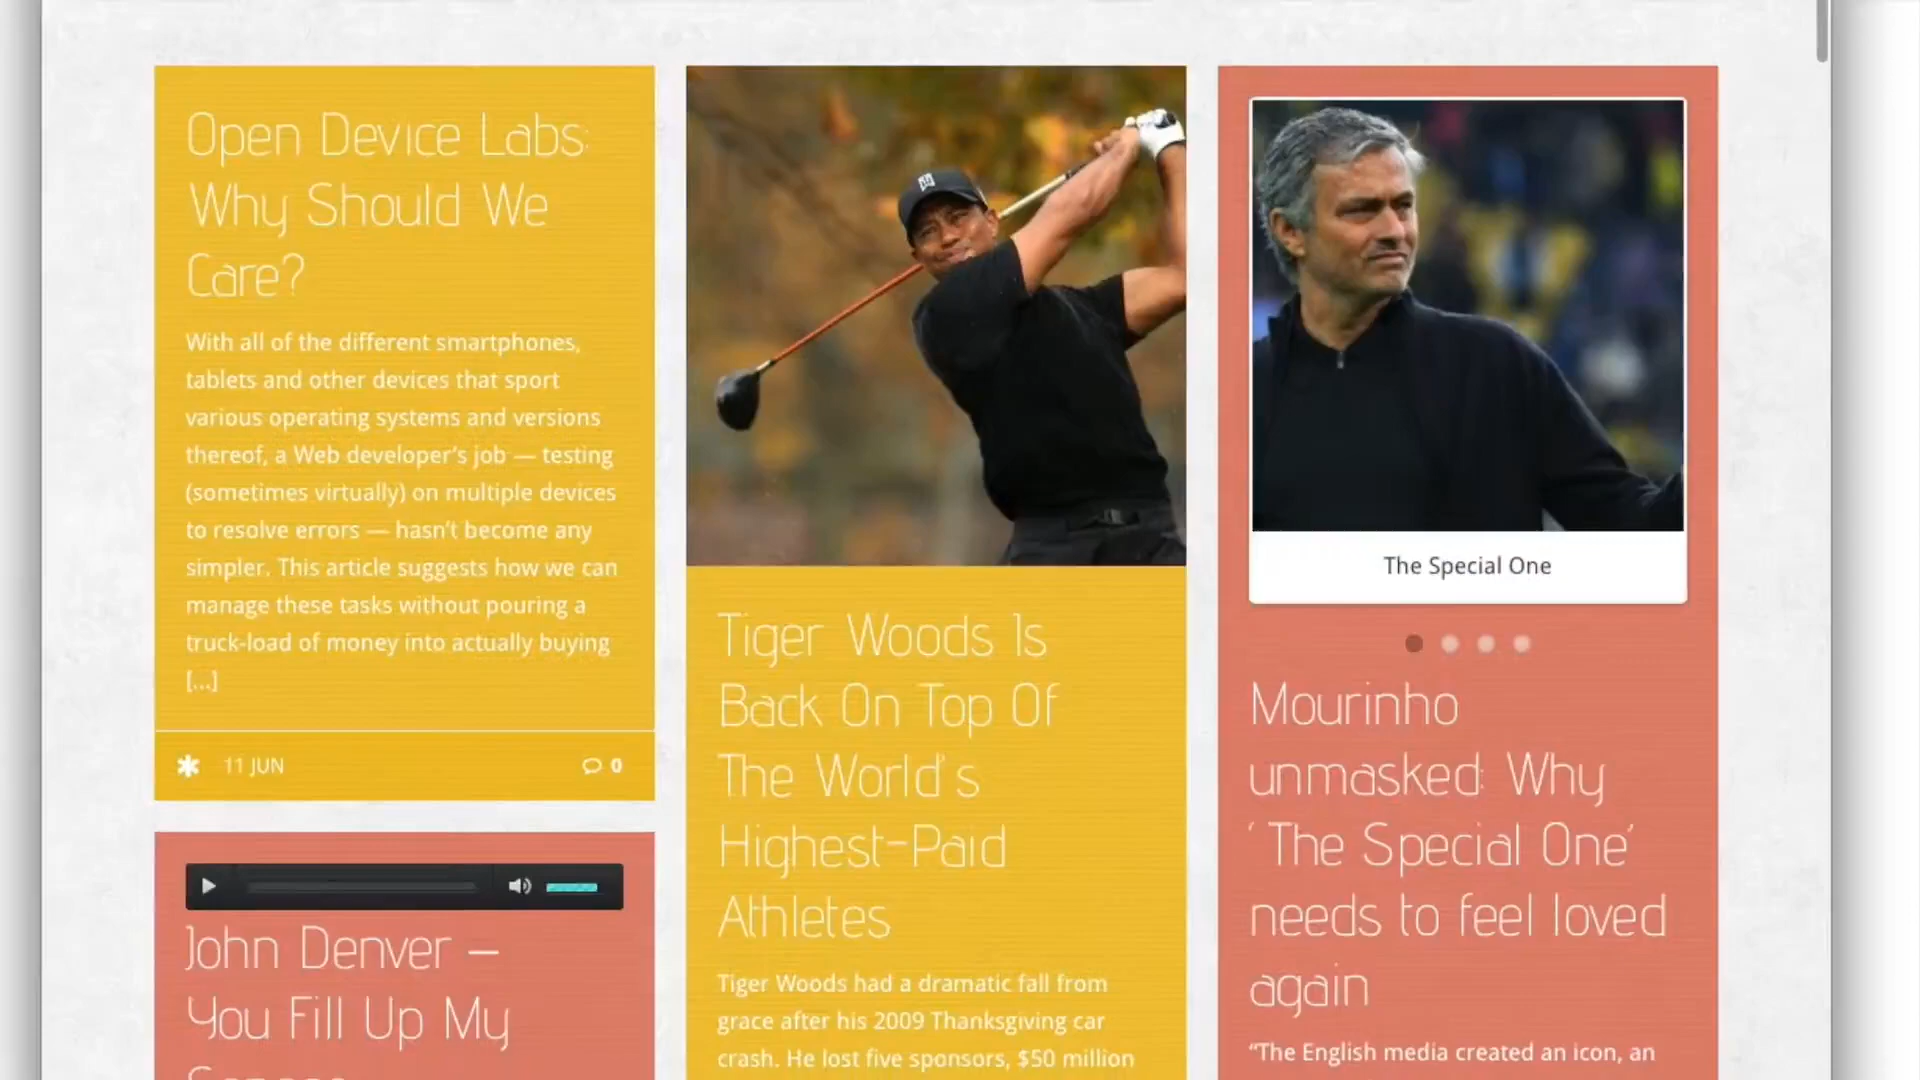 Open Device Labs:
Why Should We
Care?
With all of the different smartphones,
tablets and other devices that sport
various operating systems and versions
thereof, a Web developer’s job — testing
(sometimes virtually) on multiple devices
to resolve errors — hasn’t become any
simpler. This article suggests how we can
manage these tasks without pouring a
truck-load of money into actually buying
[...]
11 JUN
0
John Denver –
You Fill Up My
Tiger Woods Is
Back On Top Of
The World’s
Highest-Paid
Athletes
Tiger Woods had a dramatic fall from
grace after his 2009 Thanksgiving car
crash. He lost five sponsors, $50 million
The Special One
Mourinho
unmasked: Why
‘The Special One’
needs to feel loved
again
“The English media created an icon, an